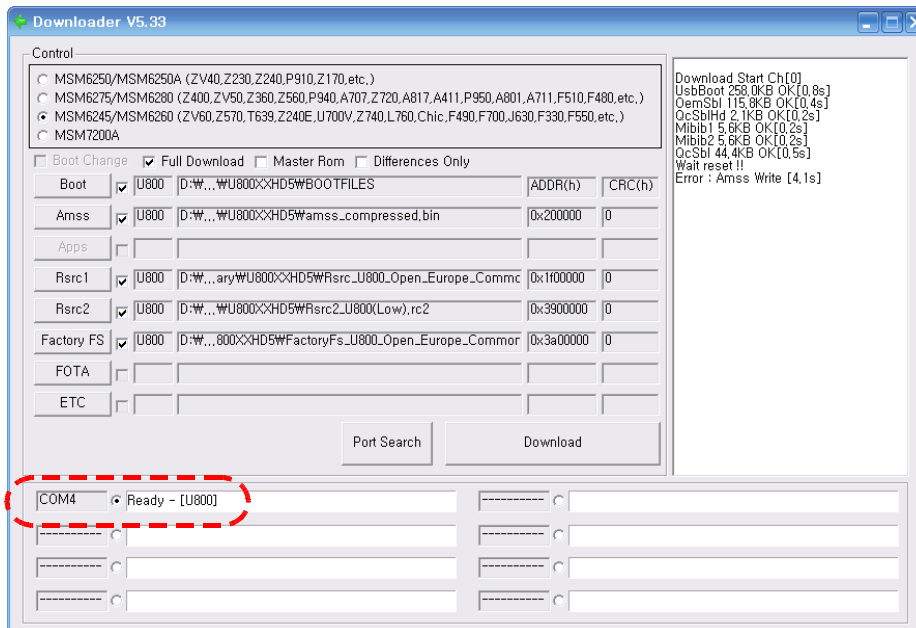 Downloader V5.33
Control
MSM6250/MSM6250A (ZV40,Z230,Z240,P910,Z170,etc,)
MSM6275/MSM6280 (Z400,ZV50,Z360,Z560,P940,A707,Z720,A817,A411,P950,A801,A711,F510,F480,etc,)
MSM6245/MSM6260 (ZV60,Z570,T639,Z240E,U700V,Z740,L760,Chic,F490,F700,J630,F330,F550,etc,)
MSM7200A
Boot Change Full Download Master Rom Differences Only
Boot U800 D:₩,,,₩U800XXHD5₩BOOTFILES ADDR(h) CRC(h)
Amss U800 D:₩,,,₩U800XXHD5₩amss_compressed,bin 0x200000 0
Apps
Rsrc1 U800 D:₩,,,ary₩U800XXHD5₩Rsrc_U800_Open_Europe_Commo 0x1f00000 0
Rsrc2 U800 D:₩,,,₩U800XXHD5₩Rsrc2_U800(Low),rc2 0x3900000 0
Factory FS U800 D:₩,,,800XXHD5₩FactoryFs_U800_Open_Europe_Common 0x3a00000 0
FOTA
ETC
Port Search Download
Download Start Ch[0]
UsbBoot 258,0KB OK[0,8s]
OemSbl 115,8KB OK[0,4s]
QcSblHd 2,1KB OK[0,2s]
Mibib1 5,6KB OK[0,2s]
Mibib2 5,6KB OK[0,2s]
QcSbl 44,4KB OK[0,5s]
Wait reset !!
Error : Amss Write [4,1s]
COM4 Ready - [U800] ----------
---------- ----------
---------- ----------
---------- ----------